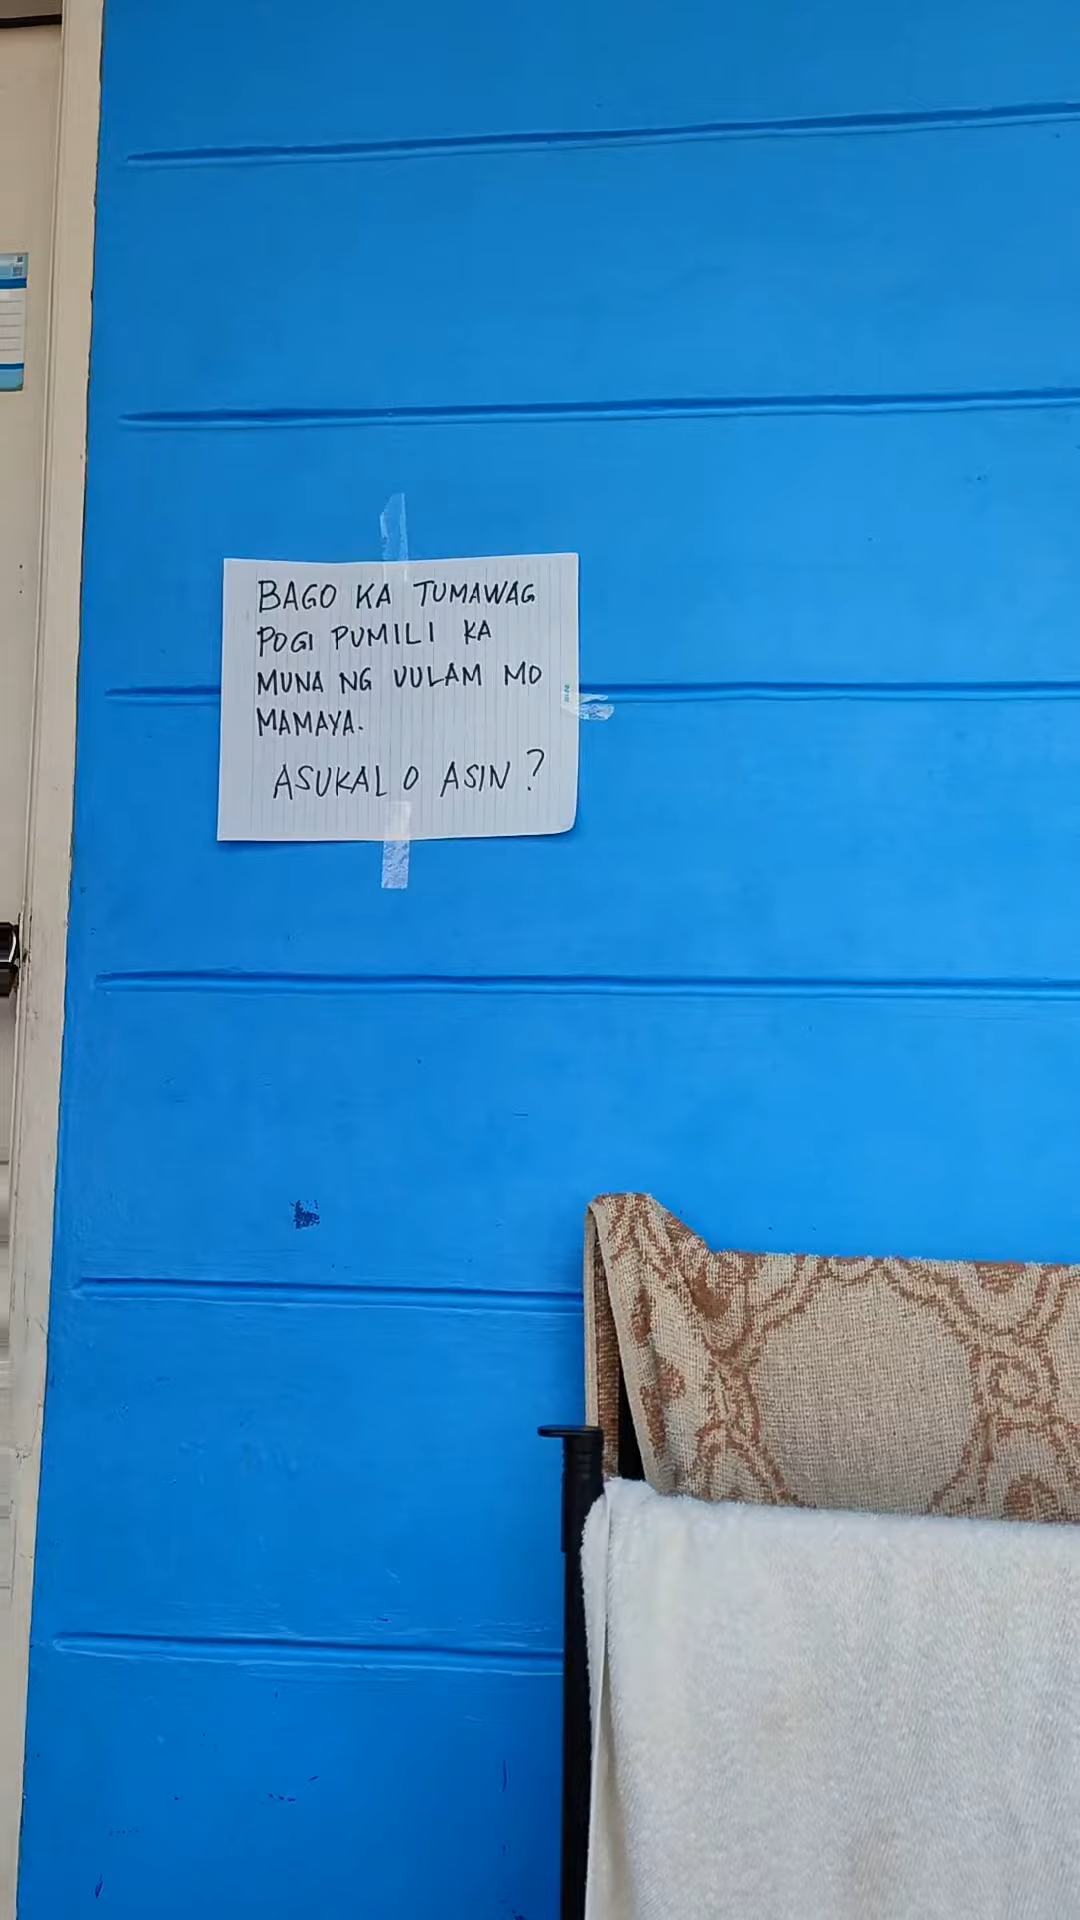 BAGO KA TUMAWAG
POGI PUMILI KA
MUNA NG UULAM MO
MAMAYA.
ASUKAL O ASIN ?